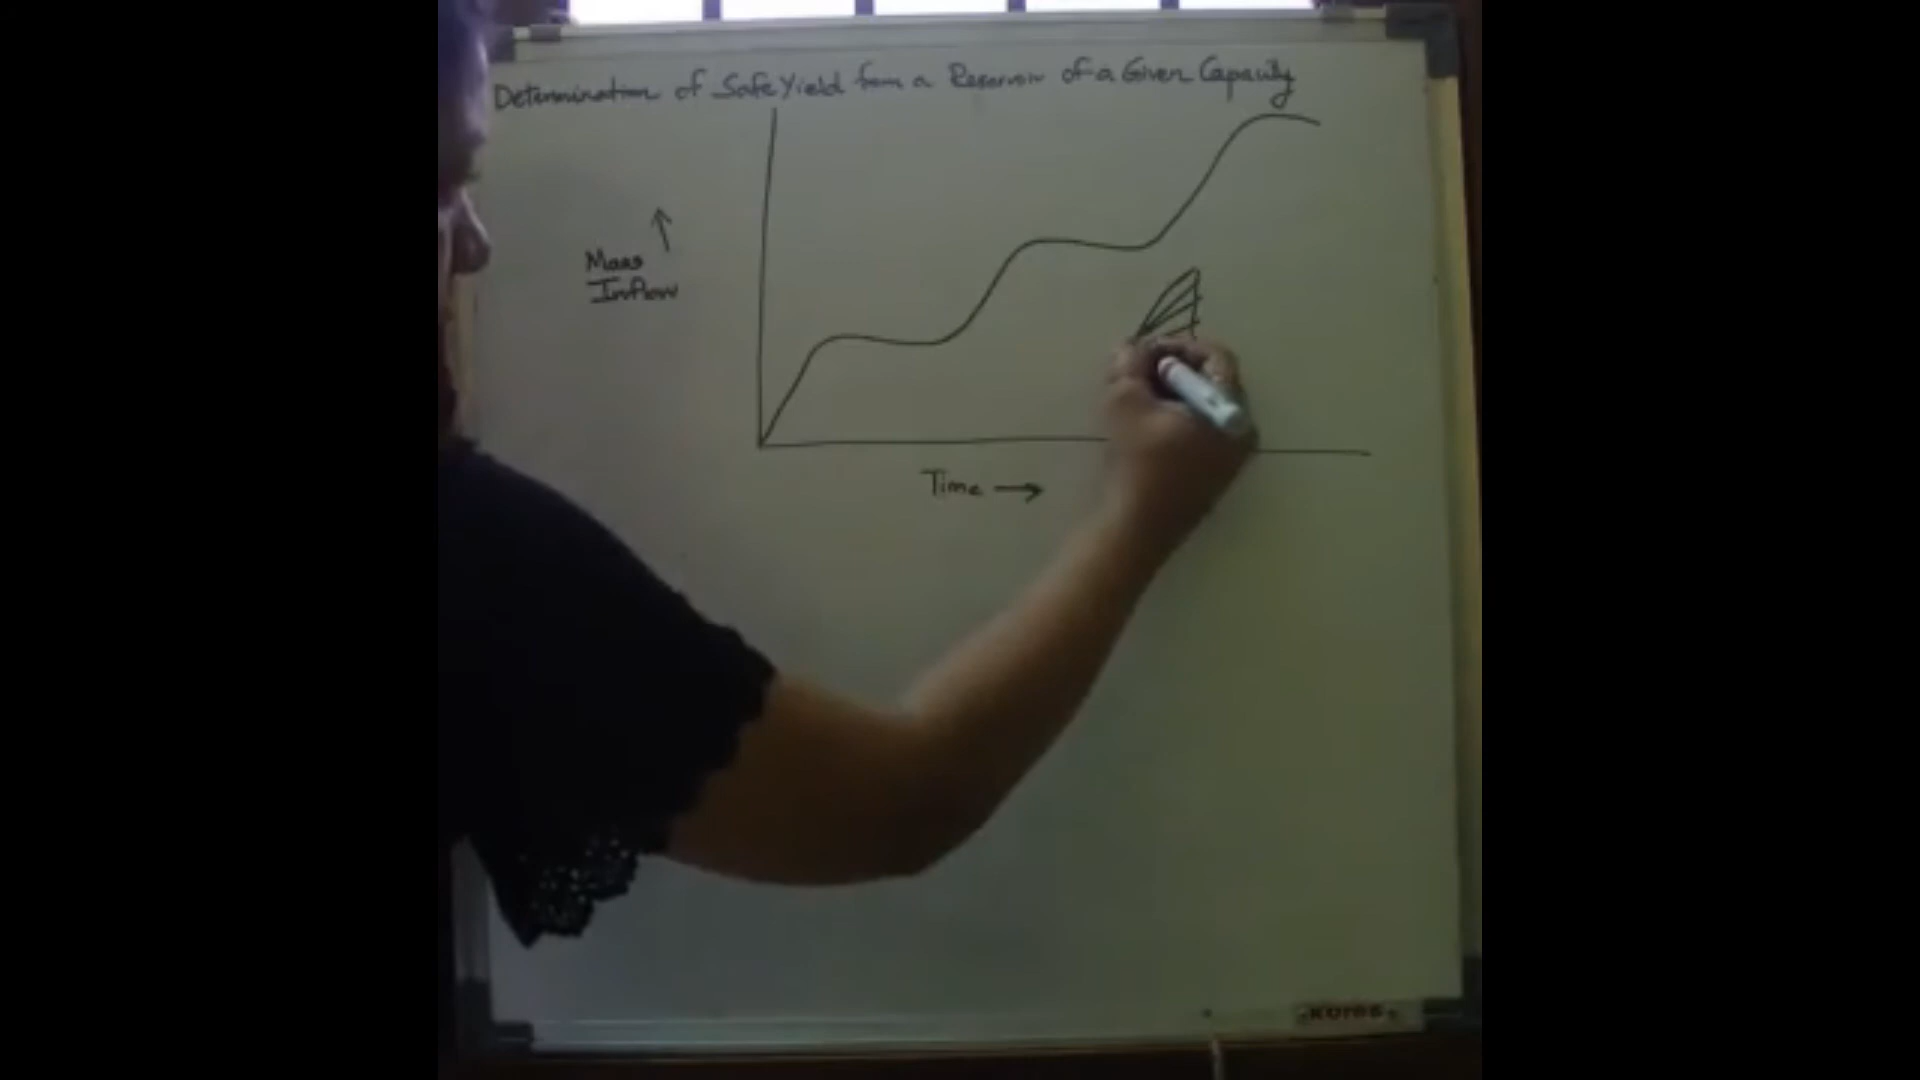 Determination of Safe Yield from a Reservoir of a Given Capacity
Mass
Inflow
Time